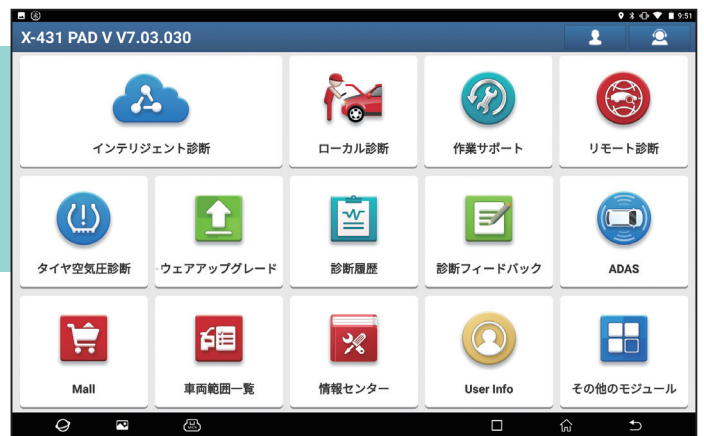 9:51
X-431 PAD V V7.03.030
インテリジェント診断
ローカル診断
作業サポート
リモート診断
タイヤ空気圧診断
ウェアアップグレード
診断履歴
診断フィードバック
ADAS
Mall
車両範囲一覧
情報センター
User Info
その他のモジュール